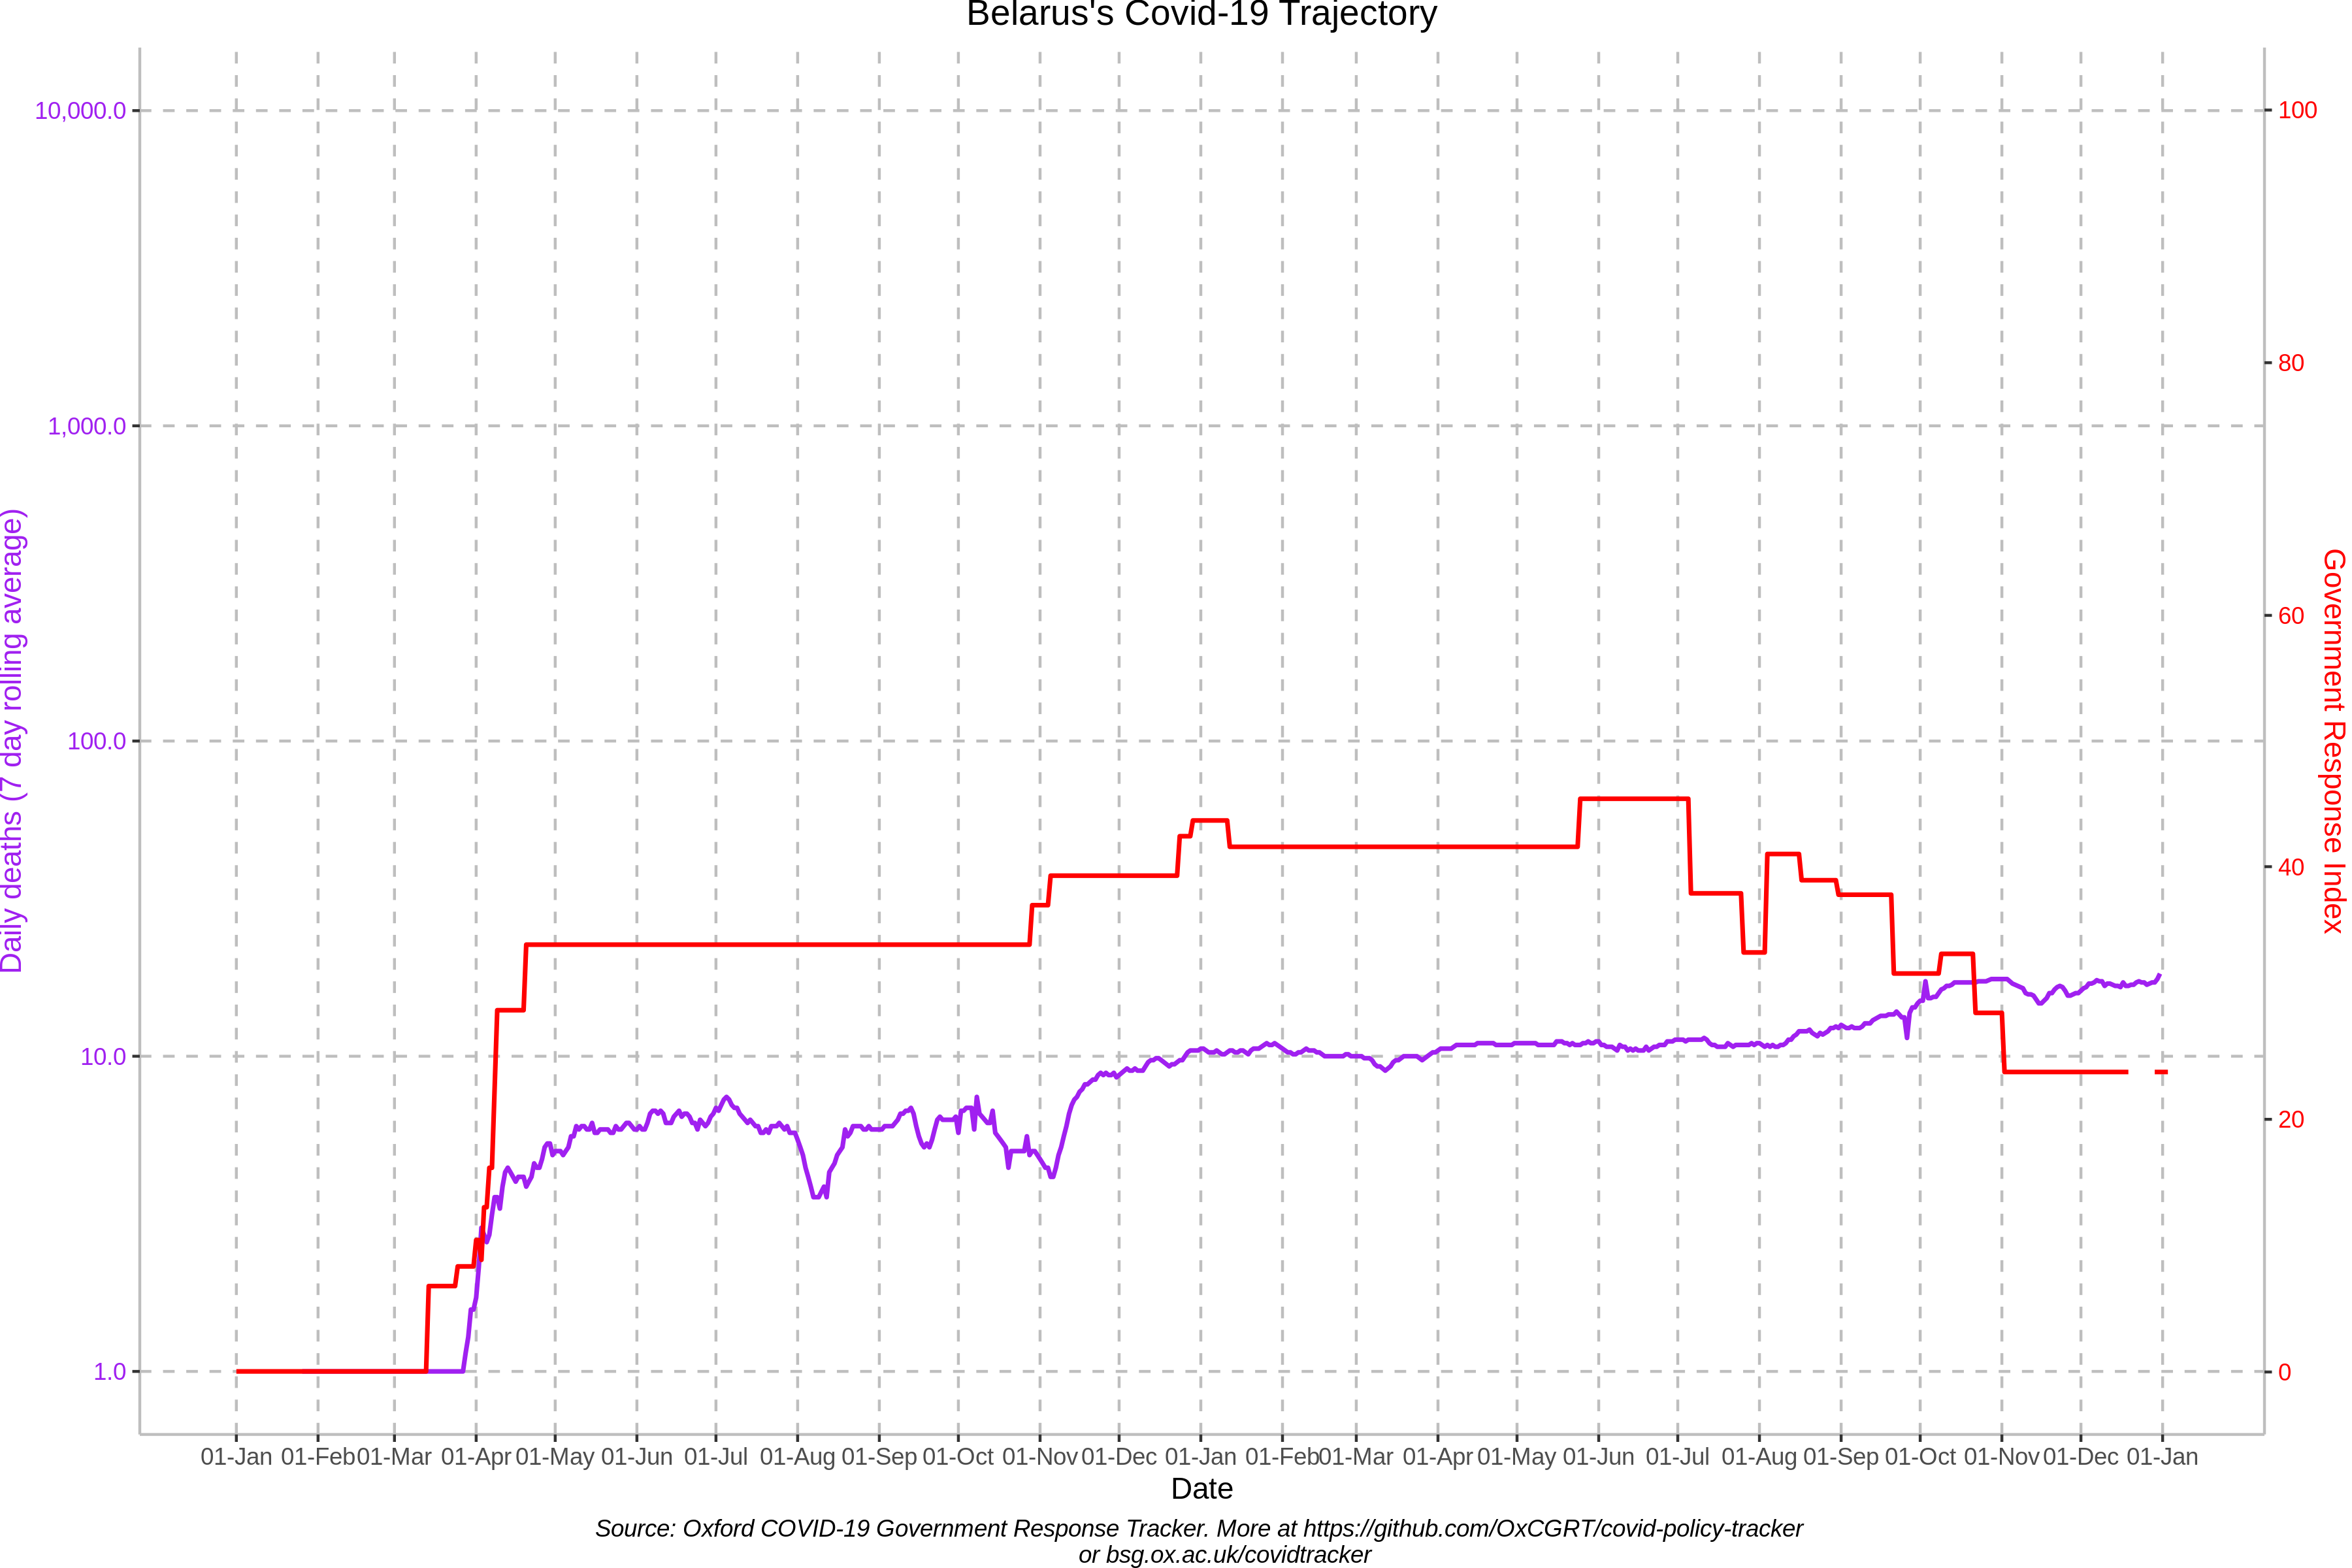 Belarus's Covid-19 Trajectory
10,000.0
1,000.0
100.0
10.0
1.0
Daily deaths (7 day rolling average)
100
80
60
40
20
0
Government Response Index
01-Jan 01-Feb 01-Mar 01-Apr 01-May 01-Jun 01-Jul 01-Aug 01-Sep 01-Oct 01-Nov 01-Dec 01-Jan 01-Feb 01-Mar 01-Apr 01-May 01-Jun 01-Jul 01-Aug 01-Sep 01-Oct 01-Nov 01-Dec 01-Jan
Date
Source: Oxford COVID-19 Government Response Tracker. More at https://github.com/OxCGRT/covid-policy-tracker
or bsg.ox.ac.uk/covidtracker